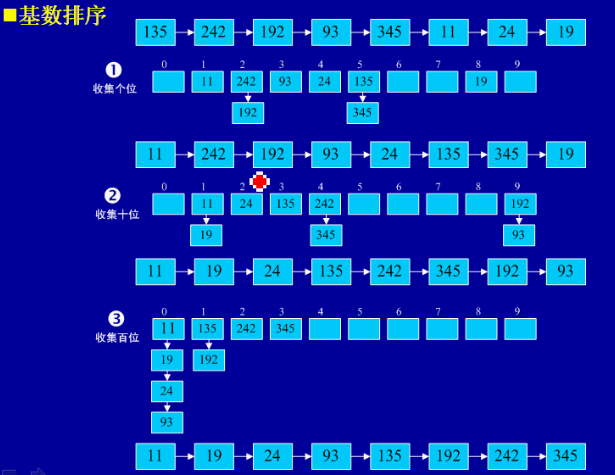 ■基数排序
135 242 192 93 345 11 24 19
0 1 2 3 4 5 6 7 8 9
❶ 11 242 93 24 135 19
收集个位
192 345
11 242 192 93 24 135 345 19
0 1 2 3 4 5 6 7 8 9
❷ 11 24 135 242 192
收集十位
19 345 93
11 19 24 135 242 345 192 93
0 1 2 3 4 5 6 7 8 9
❸ 11 135 242 345
收集百位
19 192
24
93
11 19 24 93 135 192 242 345